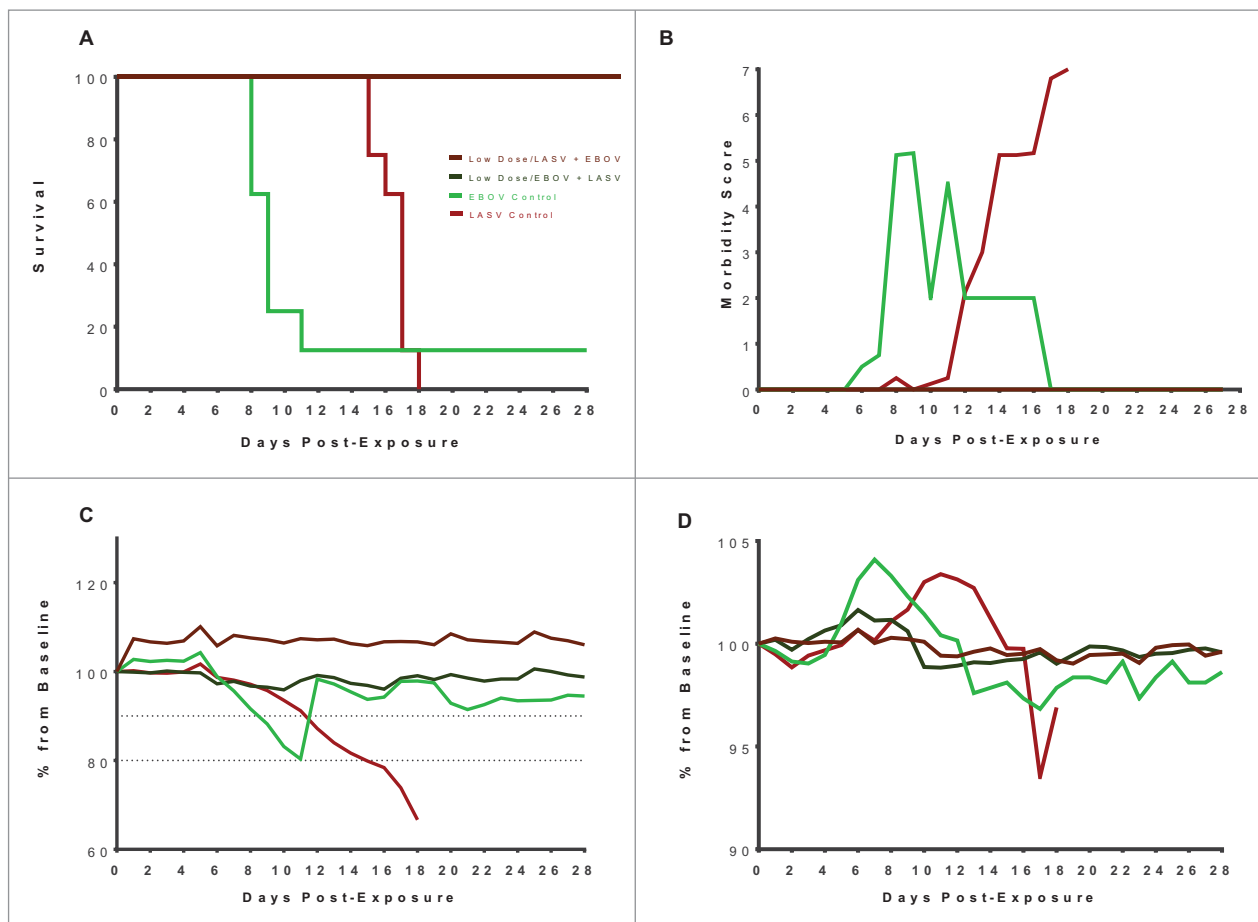 A
Survival
100
80
60
40
20
0
Low Dose/LASV + EBOV
Low Dose/EBOV + LASV
EBOV Control
LASV Control
0 2 4 6 8 10 12 14 16 18 20 22 24 26 28
Days Post-Exposure
B
Morbidity Score
7
6
5
4
3
2
1
0
0 2 4 6 8 10 12 14 16 18 20 22 24 26 28
Days Post-Exposure
C
% from Baseline
120
100
80
60
0 2 4 6 8 10 12 14 16 18 20 22 24 26 28
Days Post-Exposure
D
% from Baseline
105
100
95
90
0 2 4 6 8 10 12 14 16 18 20 22 24 26 28
Days Post-Exposure